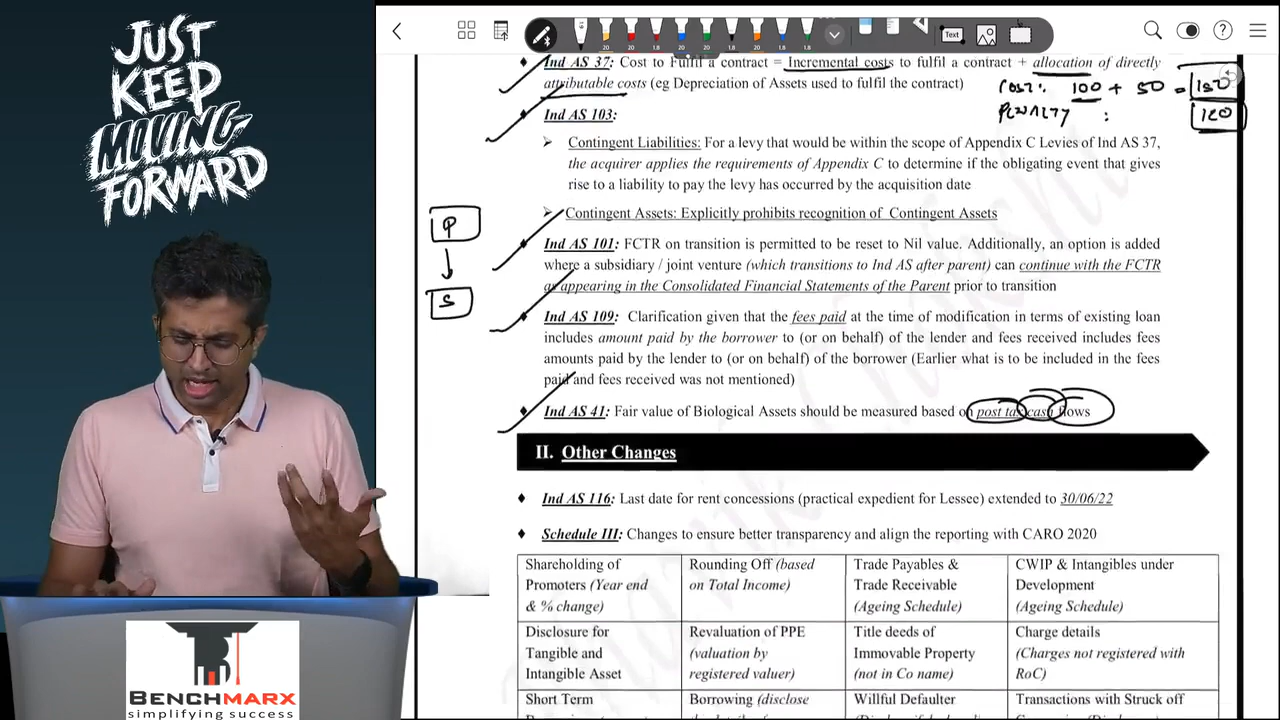 JUST
KEEP
MOVING
FORWARD
Text
♦ Ind AS 37: Cost to Fulfil a contract = Incremental costs to fulfil a contract + allocation of directly
attributable costs (eg Depreciation of Assets used to fulfil the contract)
Cost: 100 + 50 = 150
PENALTY : 120
♦ Ind AS 103:
➢ Contingent Liabilities: For a levy that would be within the scope of Appendix C Levies of Ind AS 37,
the acquirer applies the requirements of Appendix C to determine if the obligating event that gives
rise to a liability to pay the levy has occurred by the acquisition date
➢ Contingent Assets: Explicitly prohibits recognition of Contingent Assets
P
S
♦ Ind AS 101: FCTR on transition is permitted to be reset to Nil value. Additionally, an option is added
where a subsidiary / joint venture (which transitions to Ind AS after parent) can continue with the FCTR
as appearing in the Consolidated Financial Statements of the Parent prior to transition
♦ Ind AS 109: Clarification given that the fees paid at the time of modification in terms of existing loan
includes amount paid by the borrower to (or on behalf) of the lender and fees received includes fees
amounts paid by the lender to (or on behalf) of the borrower (Earlier what is to be included in the fees
paid and fees received was not mentioned)
♦ Ind AS 41: Fair value of Biological Assets should be measured based on post tax cash flows
II. Other Changes
♦ Ind AS 116: Last date for rent concessions (practical expedient for Lessee) extended to 30/06/22
♦ Schedule III: Changes to ensure better transparency and align the reporting with CARO 2020
Shareholding of Promoters (Year end & % change)
Rounding Off (based on Total Income)
Trade Payables & Trade Receivable (Ageing Schedule)
CWIP & Intangibles under Development (Ageing Schedule)
Disclosure for Tangible and Intangible Asset
Revaluation of PPE (valuation by registered valuer)
Title deeds of Immovable Property (not in Co name)
Charge details (Charges not registered with RoC)
Short Term
Borrowing (disclose
Willful Defaulter
Transactions with Struck off
BENCHMARX
simplifying success